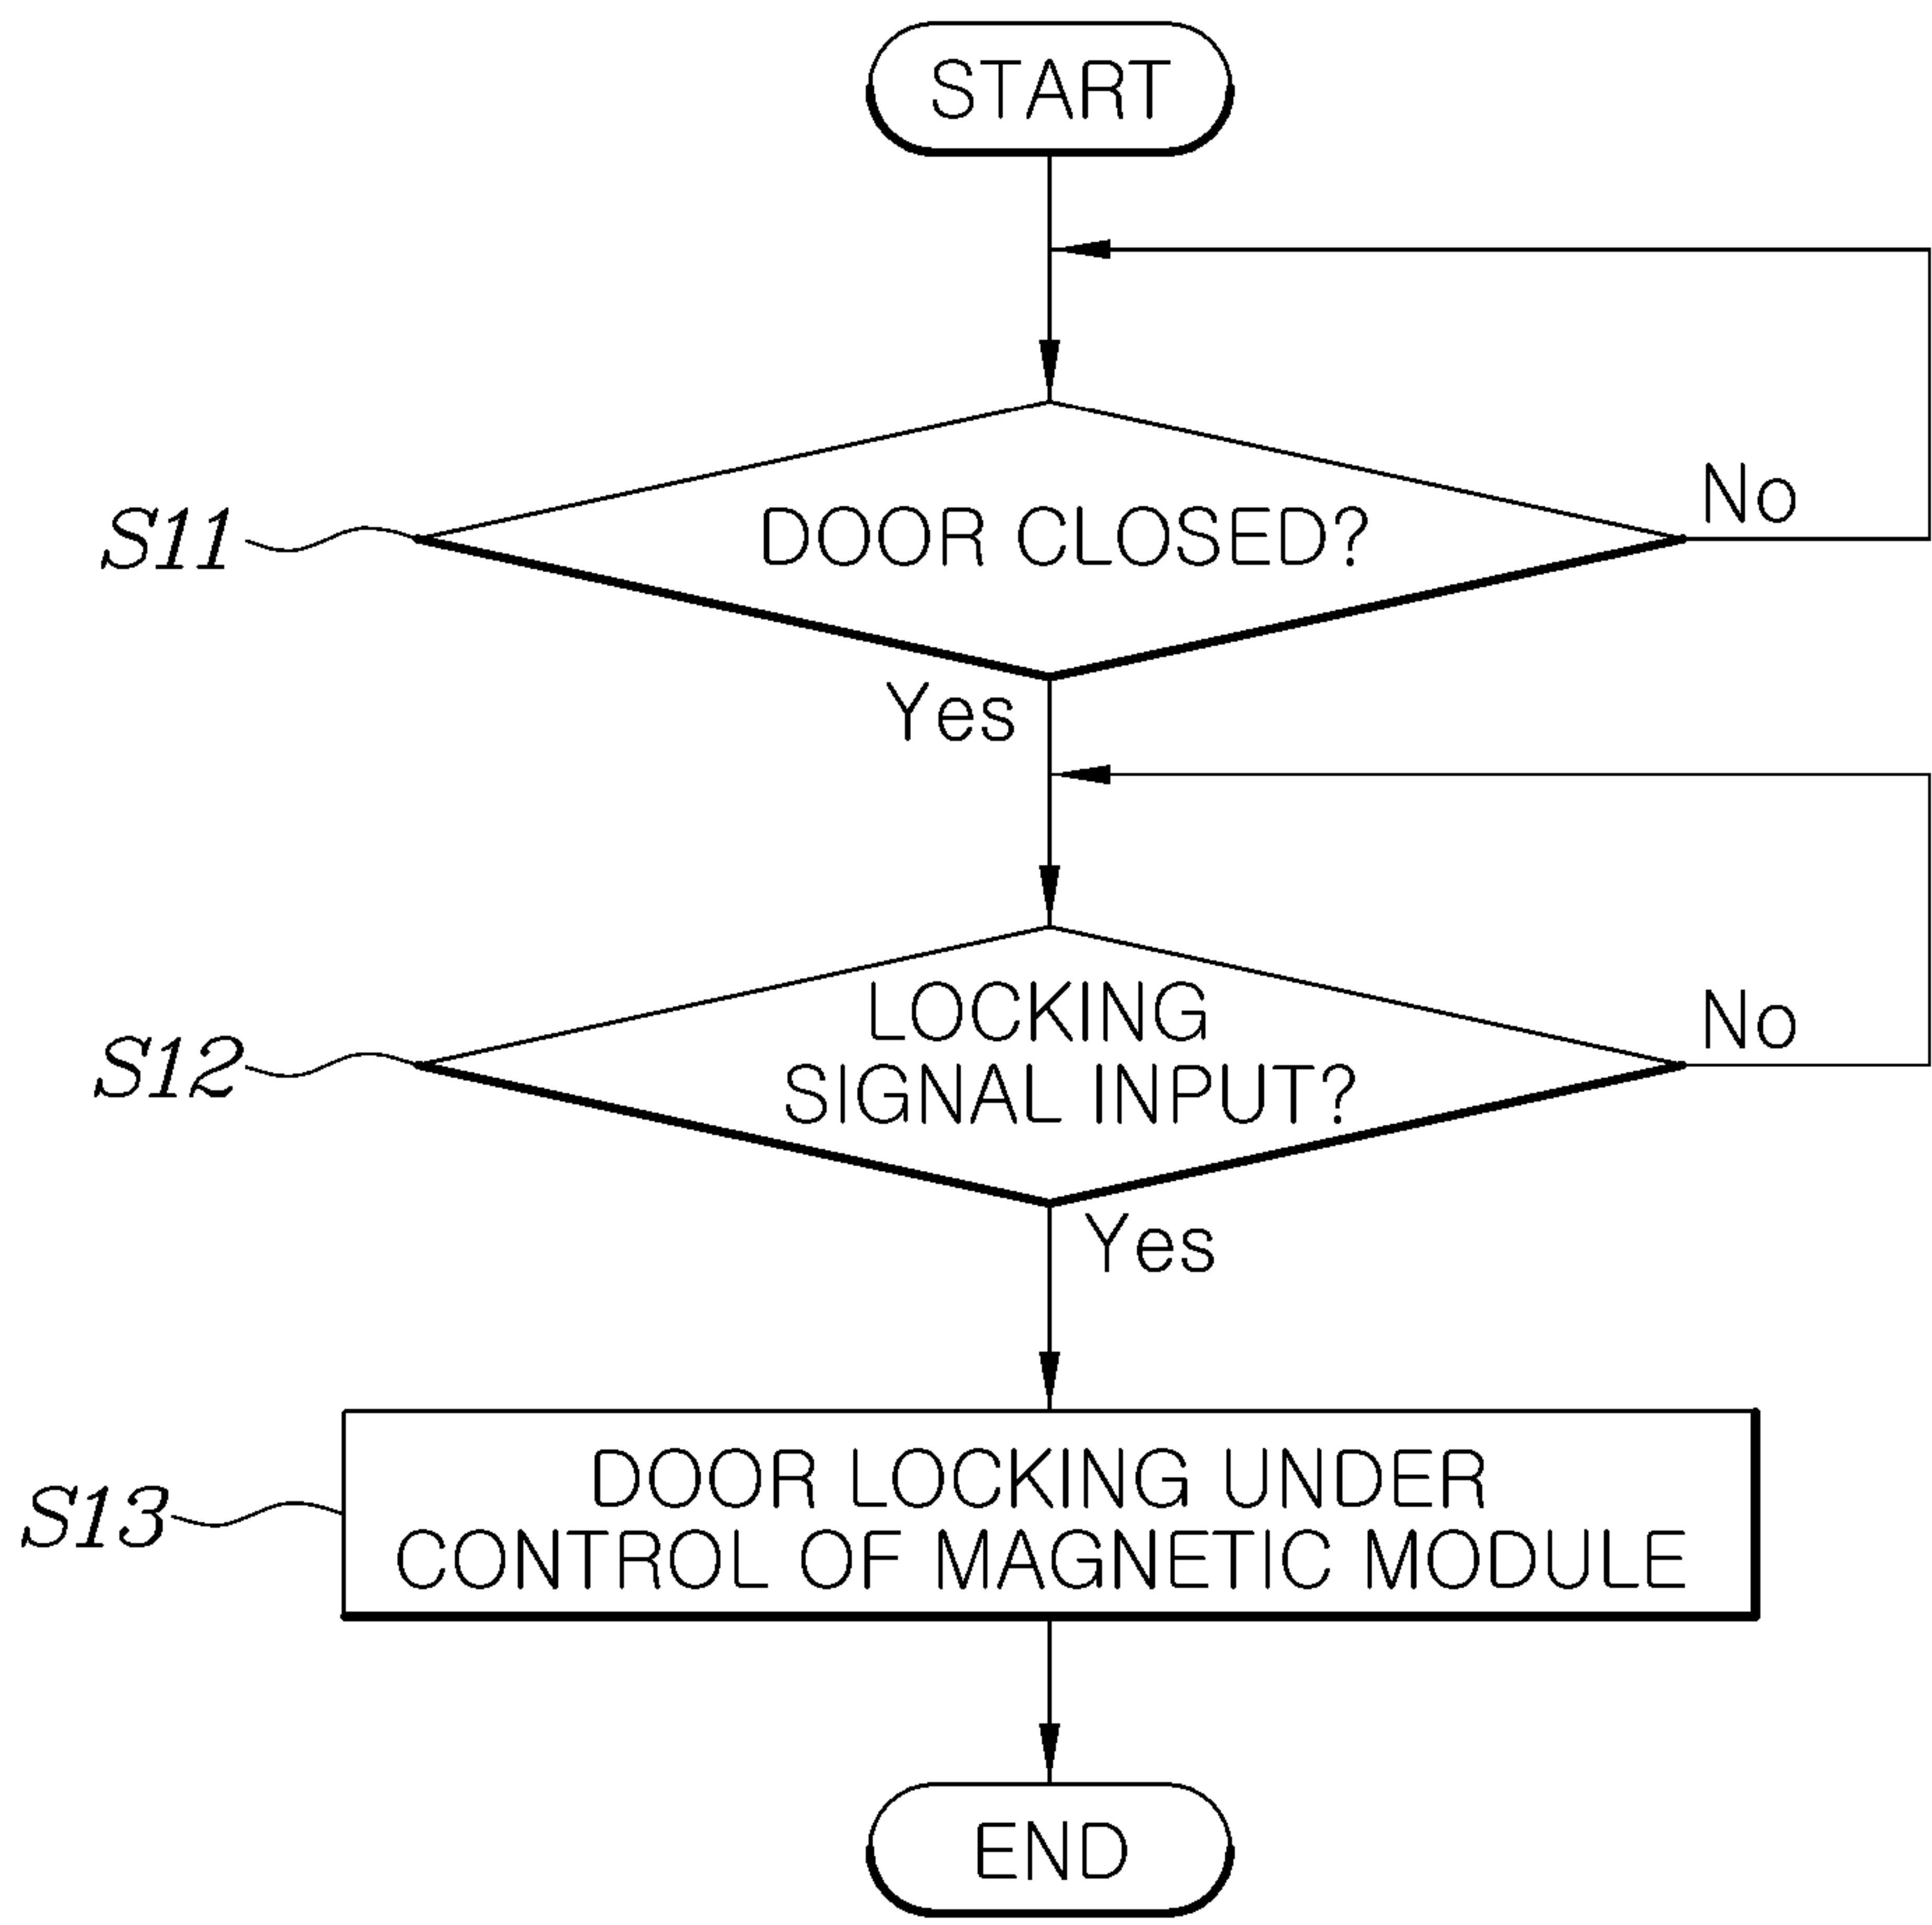 START
No
S11
DOOR CLOSED?
Yes
No
S12
LOCKING
SIGNAL INPUT?
Yes
S13
DOOR LOCKING UNDER
CONTROL OF MAGNETIC MODULE
END